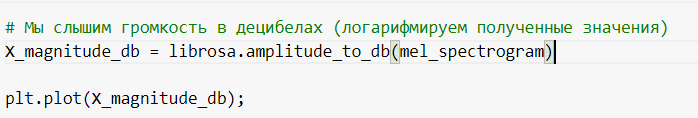 # Мы слышим громкость в децибелах (логарифмируем полученные значения)
X_magnitude_db = librosa.amplitude_to_db(mel_spectrogram)
plt.plot(X_magnitude_db);